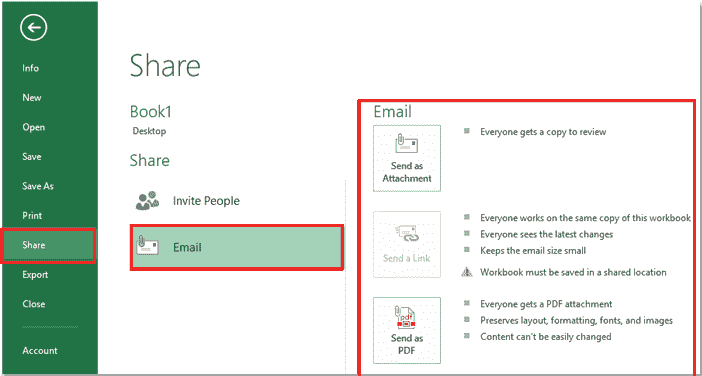 Info
New
Open
Save
Save As
Print
Share
Export
Close
Account
Share
Book1
Desktop
Share
Invite People
Email
Email
Send as
Attachment
Everyone gets a copy to review
Send a Link
Everyone works on the same copy of this workbook
Everyone sees the latest changes
Keeps the email size small
Workbook must be saved in a shared location
pdf
Send as
PDF
Everyone gets a PDF attachment
Preserves layout, formatting, fonts, and images
Content can't be easily changed